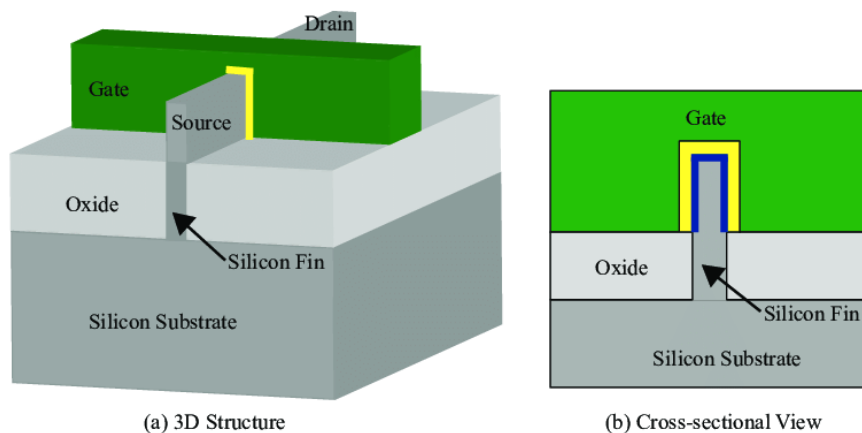 Drain
Gate
Source
Oxide
Silicon Fin
Silicon Substrate
(a) 3D Structure
Gate
Oxide
Silicon Fin
Silicon Substrate
(b) Cross-sectional View